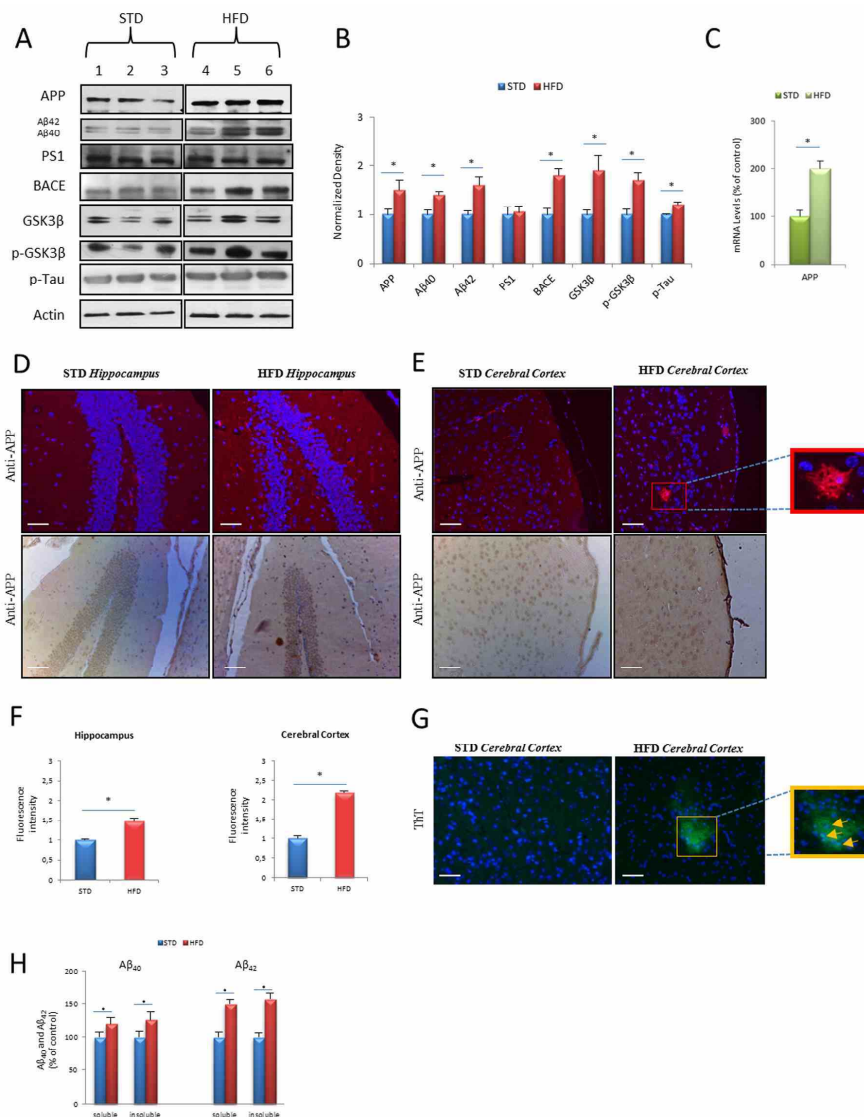 A
STD
HFD
1 2 3 4 5 6
APP
Aβ42
Aβ40
PS1
BACE
GSK3β
p-GSK3β
p-Tau
Actin
B
STD HFD
Normalized Density
2,5
2
1,5
1
0,5
0
* * * * * * *
APP Aβ40 Aβ42 PS1 BACE GSK3β p-GSK3β p-Tau
C
STD HFD
mRNA Levels (% of control)
300
200
100
0
*
APP
D
STD Hippocampus
HFD Hippocampus
Anti-APP
Anti-APP
E
STD Cerebral Cortex
HFD Cerebral Cortex
Anti-APP
Anti-APP
F
Hippocampus
Fluorescence
intensity
3
2,5
2
1,5
1
0,5
0
*
STD HFD
Cerebral Cortex
Fluorescence
intensity
3
2,5
2
1,5
1
0,5
0
*
STD HFD
G
STD Cerebral Cortex
HFD Cerebral Cortex
ThT
H
STD HFD
Aβ40
Aβ42
Aβ40 and Aβ42
(% of control)
200
150
100
50
0
* * * *
soluble insoluble soluble insoluble